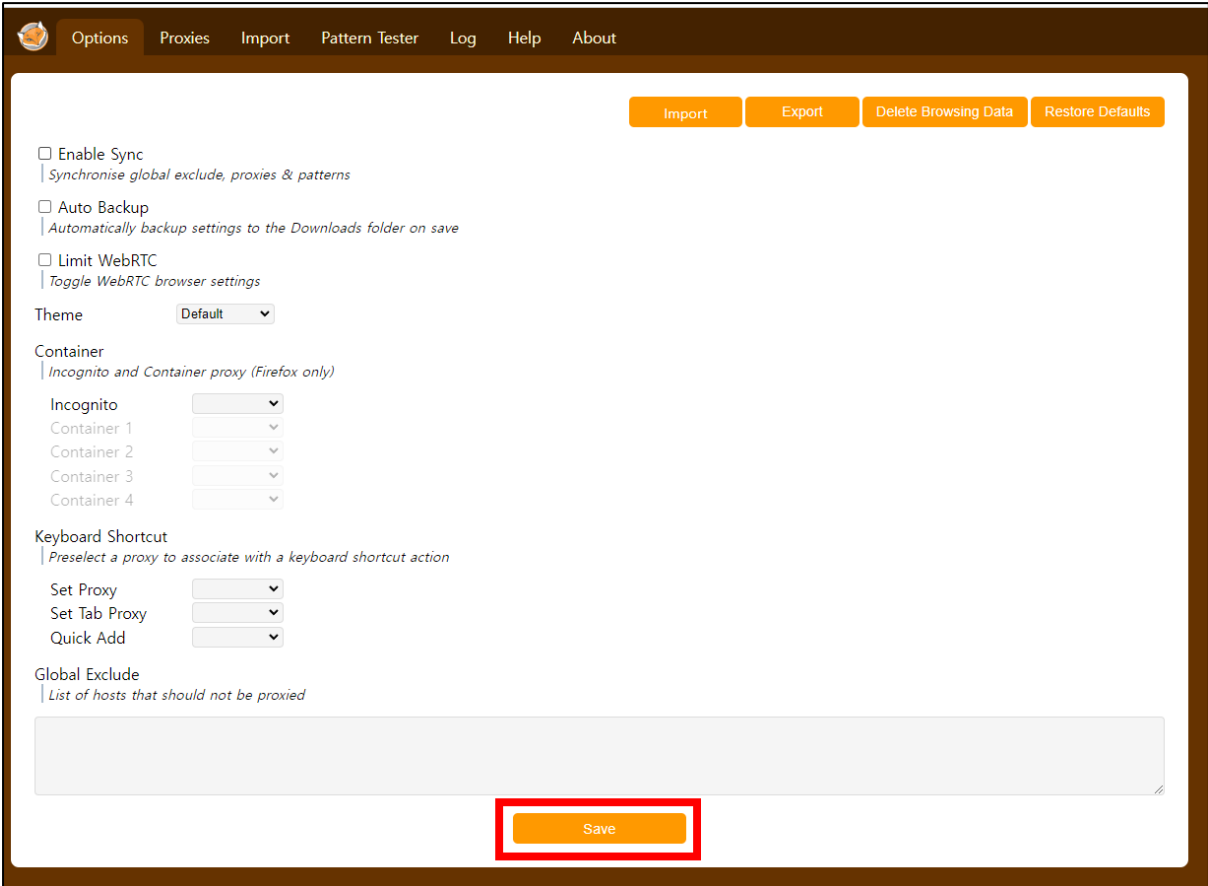 Options Proxies Import Pattern Tester Log Help About
Import Export Delete Browsing Data Restore Defaults
Enable Sync
Synchronise global exclude, proxies & patterns
Auto Backup
Automatically backup settings to the Downloads folder on save
Limit WebRTC
Toggle WebRTC browser settings
Theme Default
Container
Incognito and Container proxy (Firefox only)
Incognito
Container 1
Container 2
Container 3
Container 4
Keyboard Shortcut
Preselect a proxy to associate with a keyboard shortcut action
Set Proxy
Set Tab Proxy
Quick Add
Global Exclude
List of hosts that should not be proxied
Save